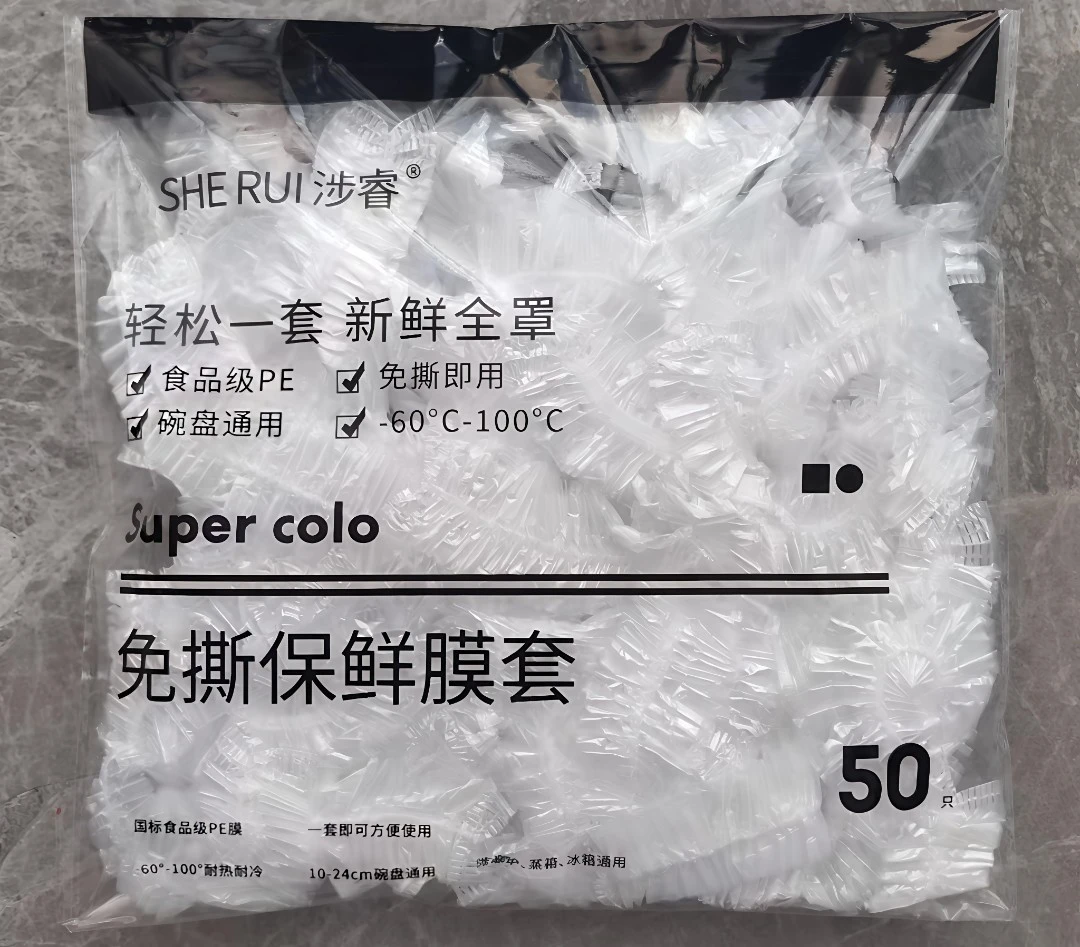 SHE RUI 涉睿®
轻松一套 新鲜全罩
食品级PE 免撕即用
碗盘通用 -60°C-100°C
Super colo
免撕保鲜膜套
50只
国标食品级PE膜 一套即可方便使用
-60°-100°耐热耐冷 10-24cm碗盘通用 、蒸箱、冰箱通用